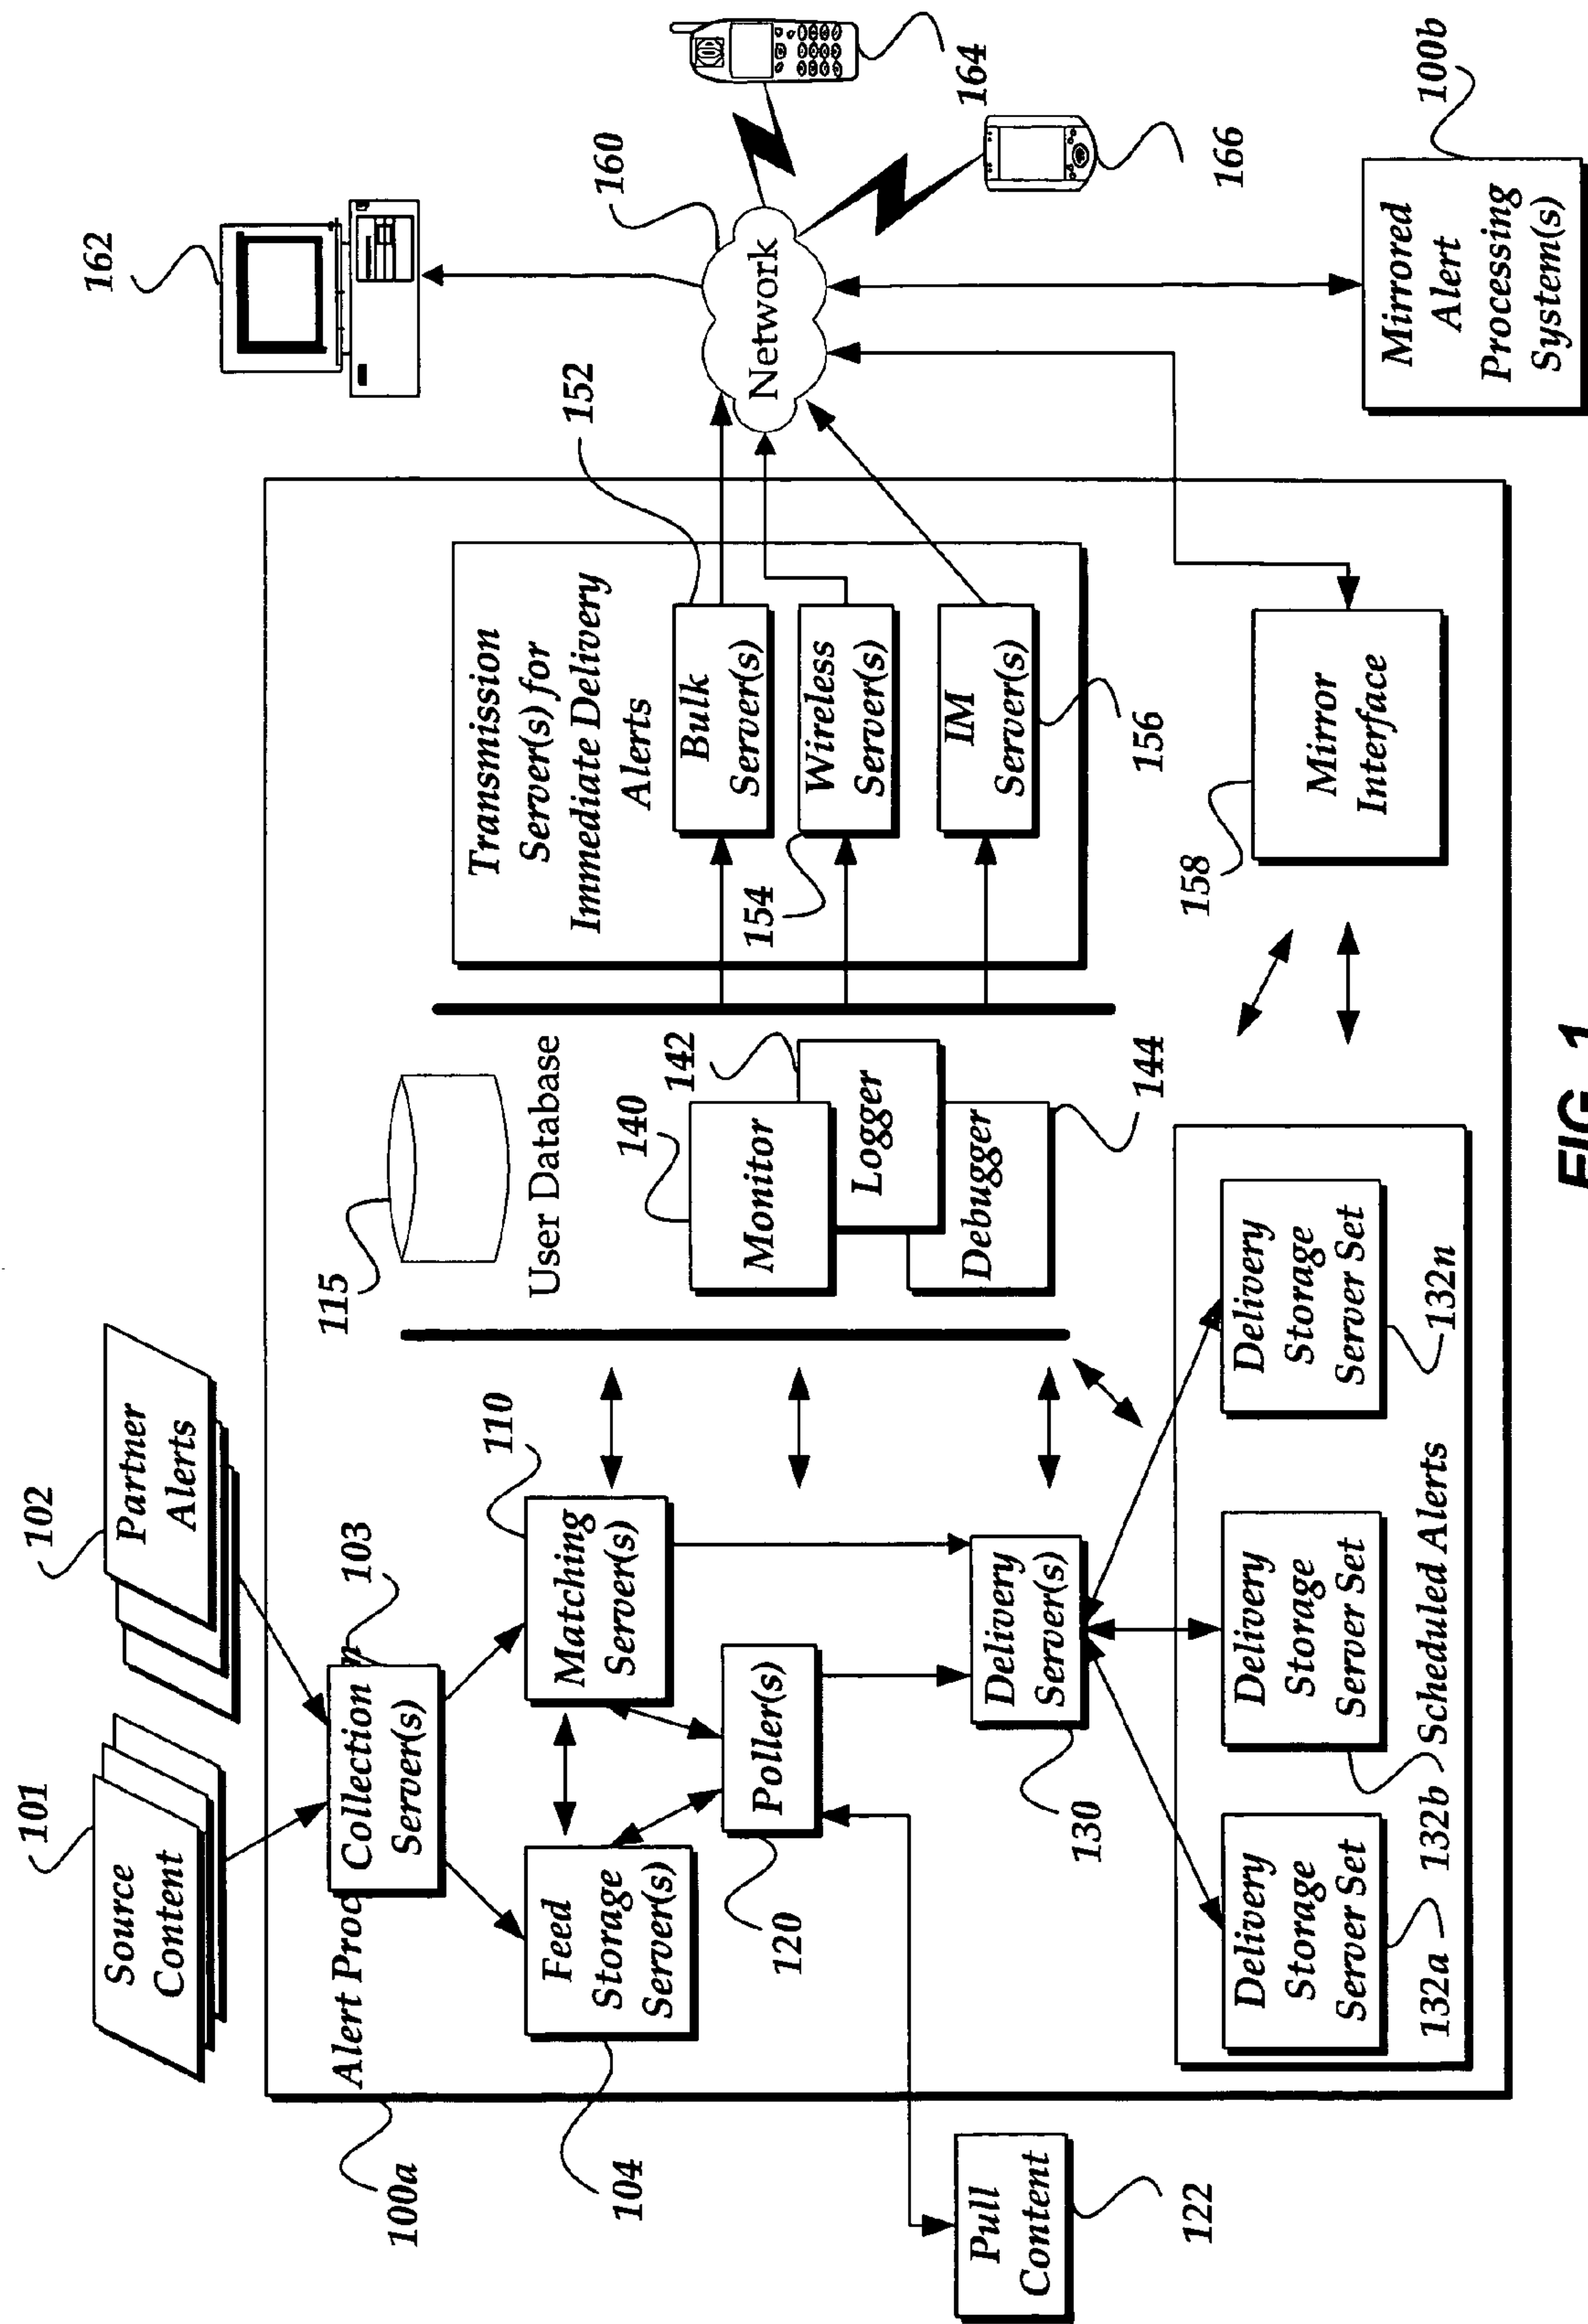 101
102
Source
Content
Partner
Alerts
100a
Alert Proc
n
103
Collection
Server(s)
104
Feed
Storage
Server(s)
110
Matching
Server(s)
120
Poller(s)
122
Pull
Content
130
Delivery
Server(s)
Delivery
Storage
Server Set
132a
Delivery
Storage
Server Set
132b
Scheduled Alerts
Delivery
Storage
Server Set
132n
115
User Database
140
Monitor
142
Logger
Debugger
144
Transmission
Server(s) for
Immediate Delivery
Alerts
152
Bulk
Server(s)
154
Wireless
Server(s)
IM
Server(s)
156
158
Mirror
Interface
160
Network
162
164
166
100b
Mirrored
Alert
Processing
System(s)
FIG. 1